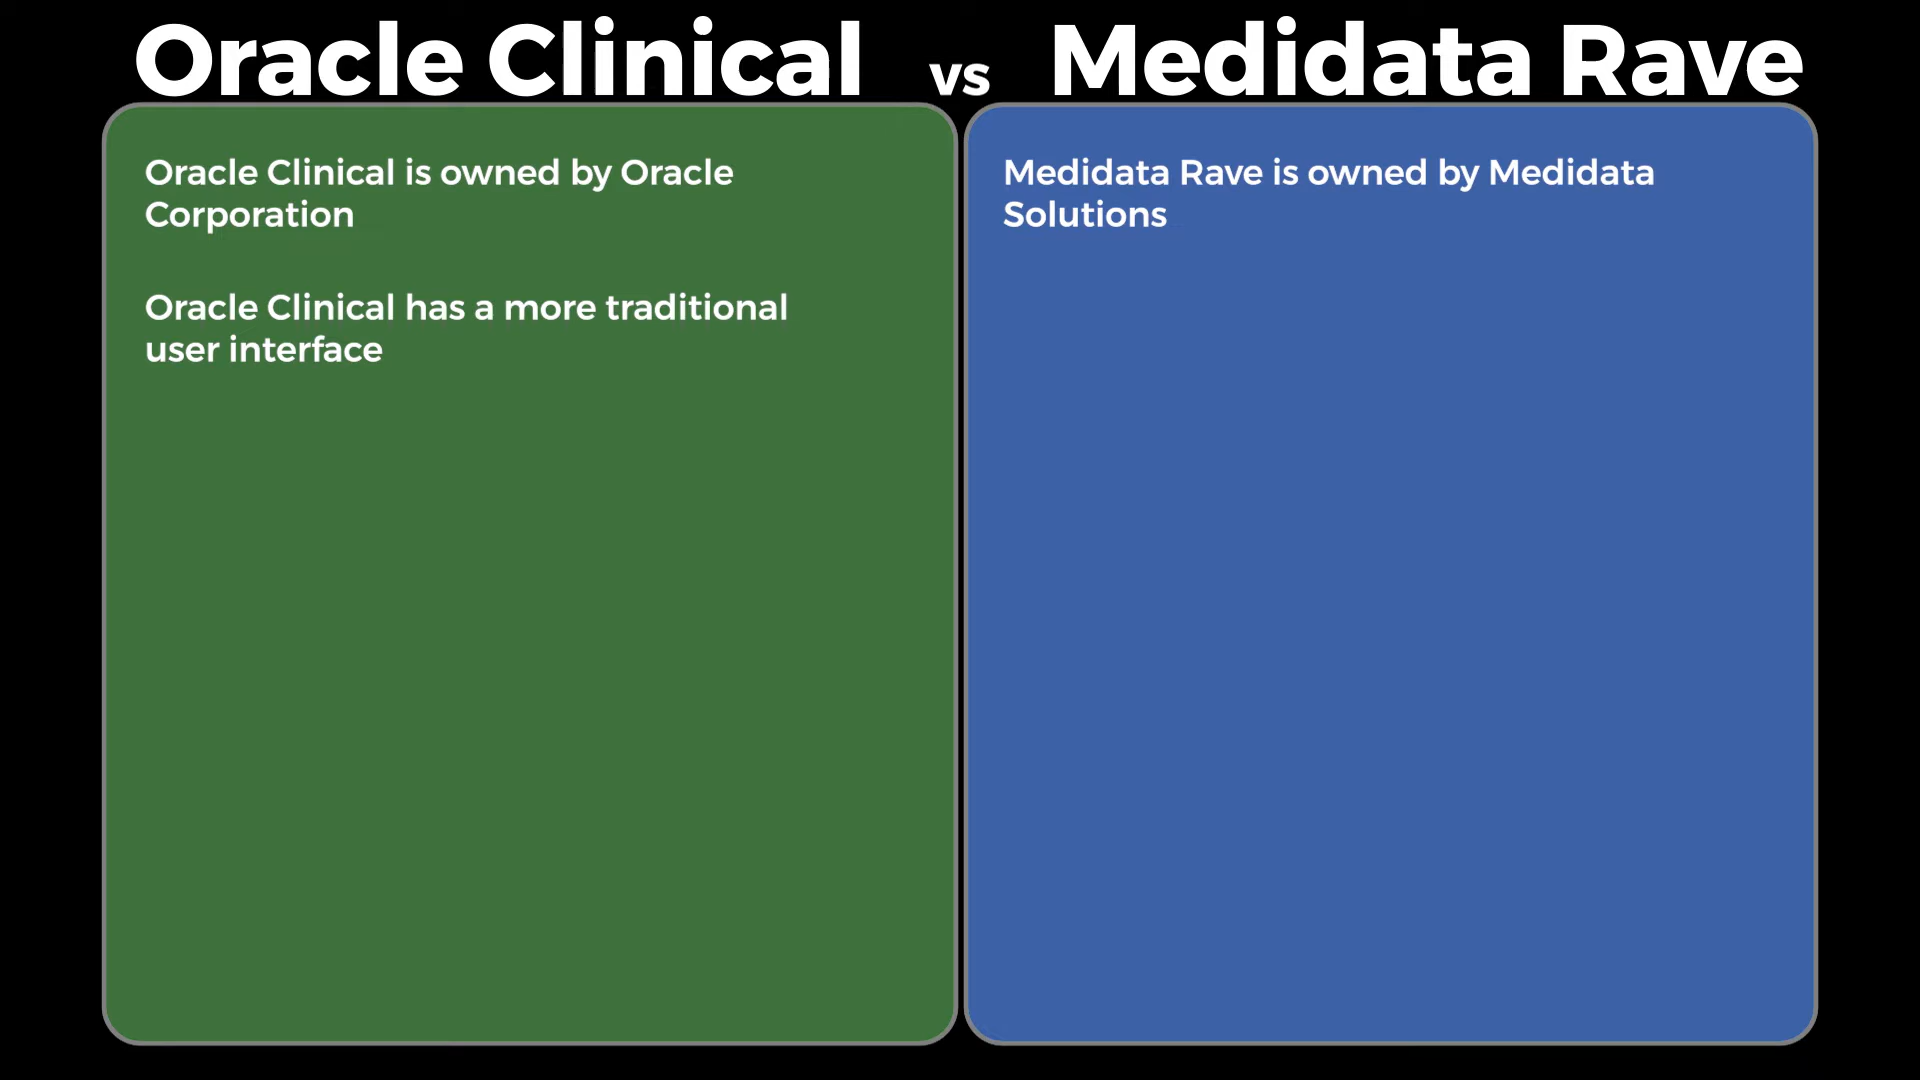 Oracle Clinical vs Medidata Rave
Oracle Clinical is owned by Oracle
Corporation
Oracle Clinical has a more traditional
user interface
Medidata Rave is owned by Medidata
Solutions